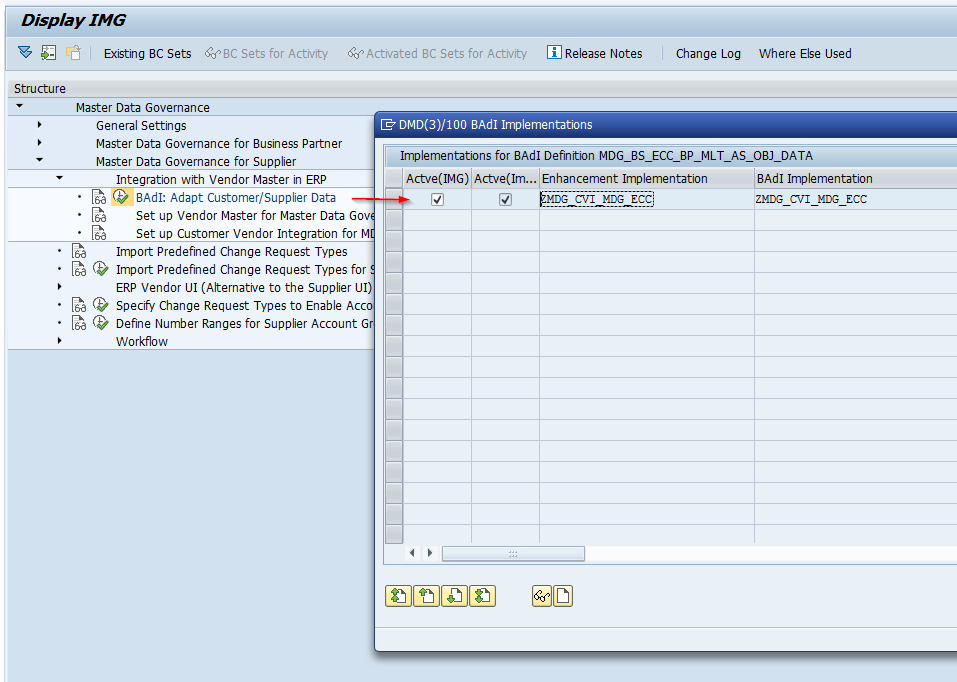 Display IMG
Existing BC Sets BC Sets for Activity Activated BC Sets for Activity Release Notes Change Log Where Else Used
Structure
Master Data Governance
General Settings
Master Data Governance for Business Partner
Master Data Governance for Supplier
Integration with Vendor Master in ERP
BAdI: Adapt Customer/Supplier Data
Set up Vendor Master for Master Data Gove
Set up Customer Vendor Integration for MD
Import Predefined Change Request Types
Import Predefined Change Request Types for S
ERP Vendor UI (Alternative to the Supplier UI)
Specify Change Request Types to Enable Acco
Define Number Ranges for Supplier Account Gr
Workflow
DMD(3)/100 BAdI Implementations
Implementations for BAdI Definition MDG_BS_ECC_BP_MLT_AS_OBJ_DATA
Actve(IMG) Actve(Im... Enhancement Implementation BAdI Implementation
ZMDG_CVI_MDG_ECC ZMDG_CVI_MDG_ECC